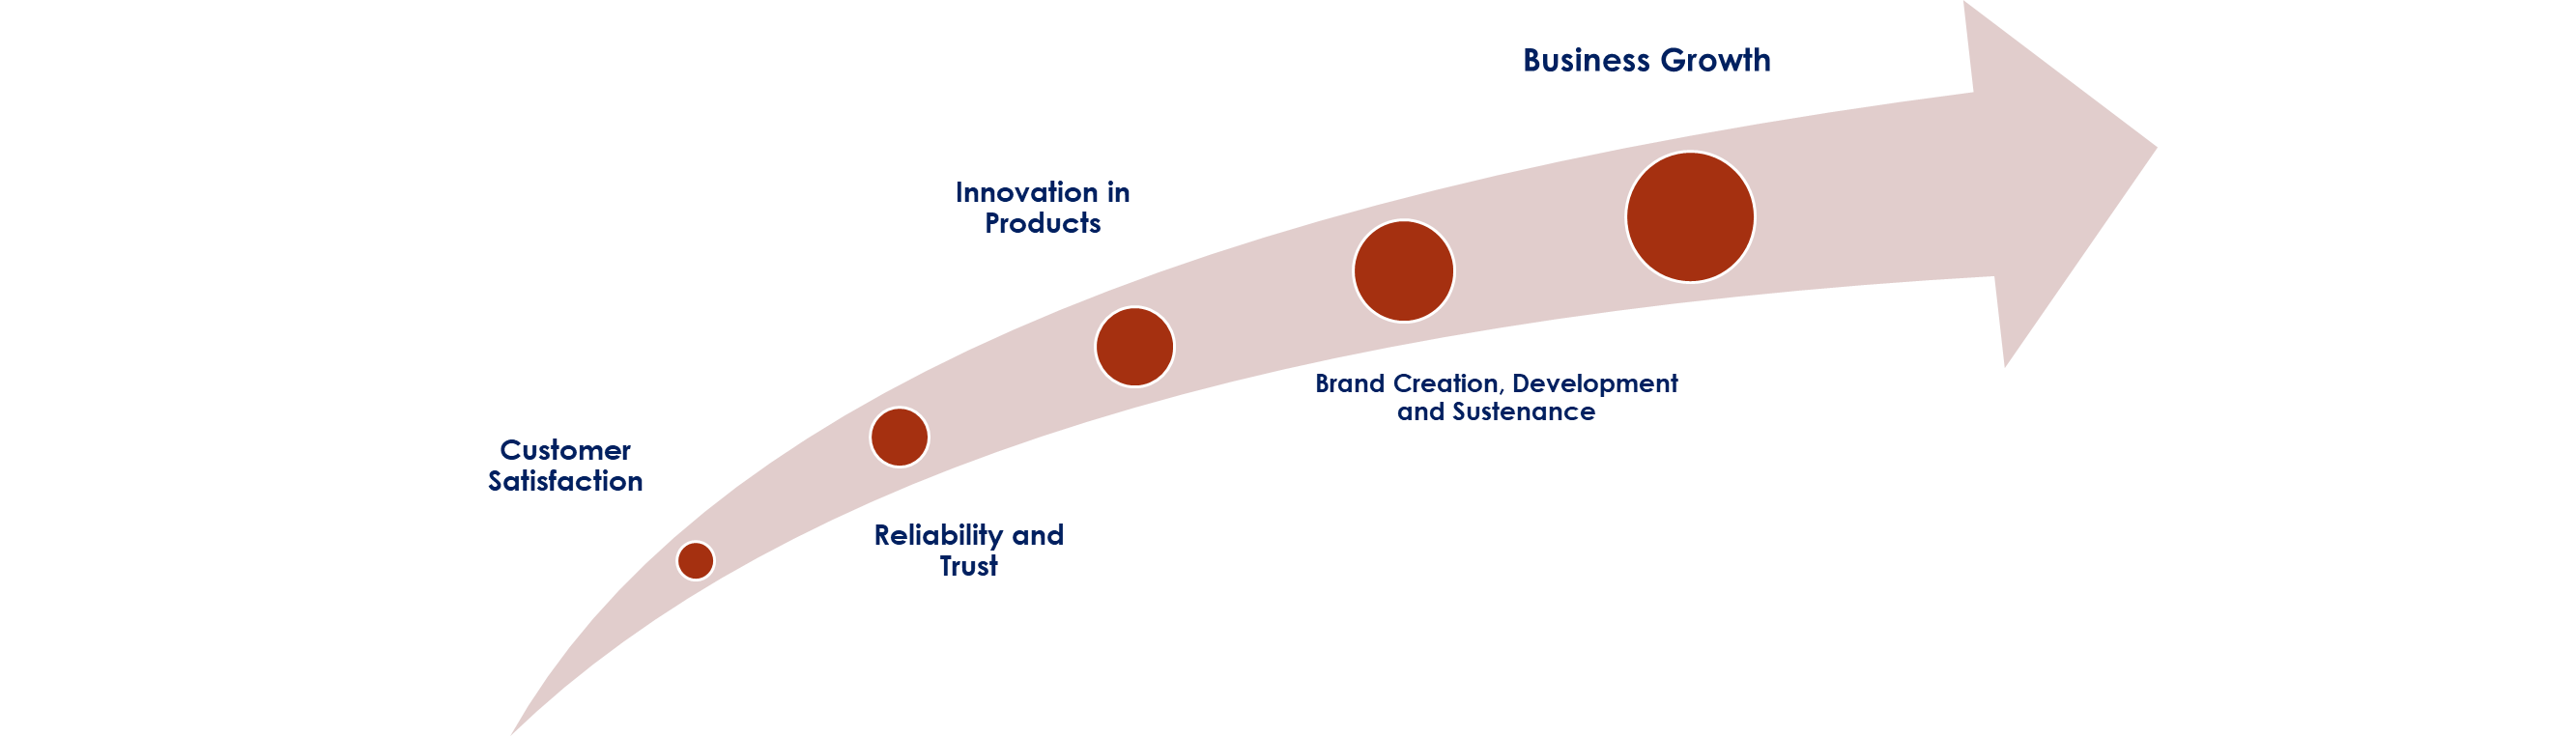 Business Growth
Innovation in
Products
Brand Creation, Development
and Sustenance
Customer
Satisfaction
Reliability and
Trust